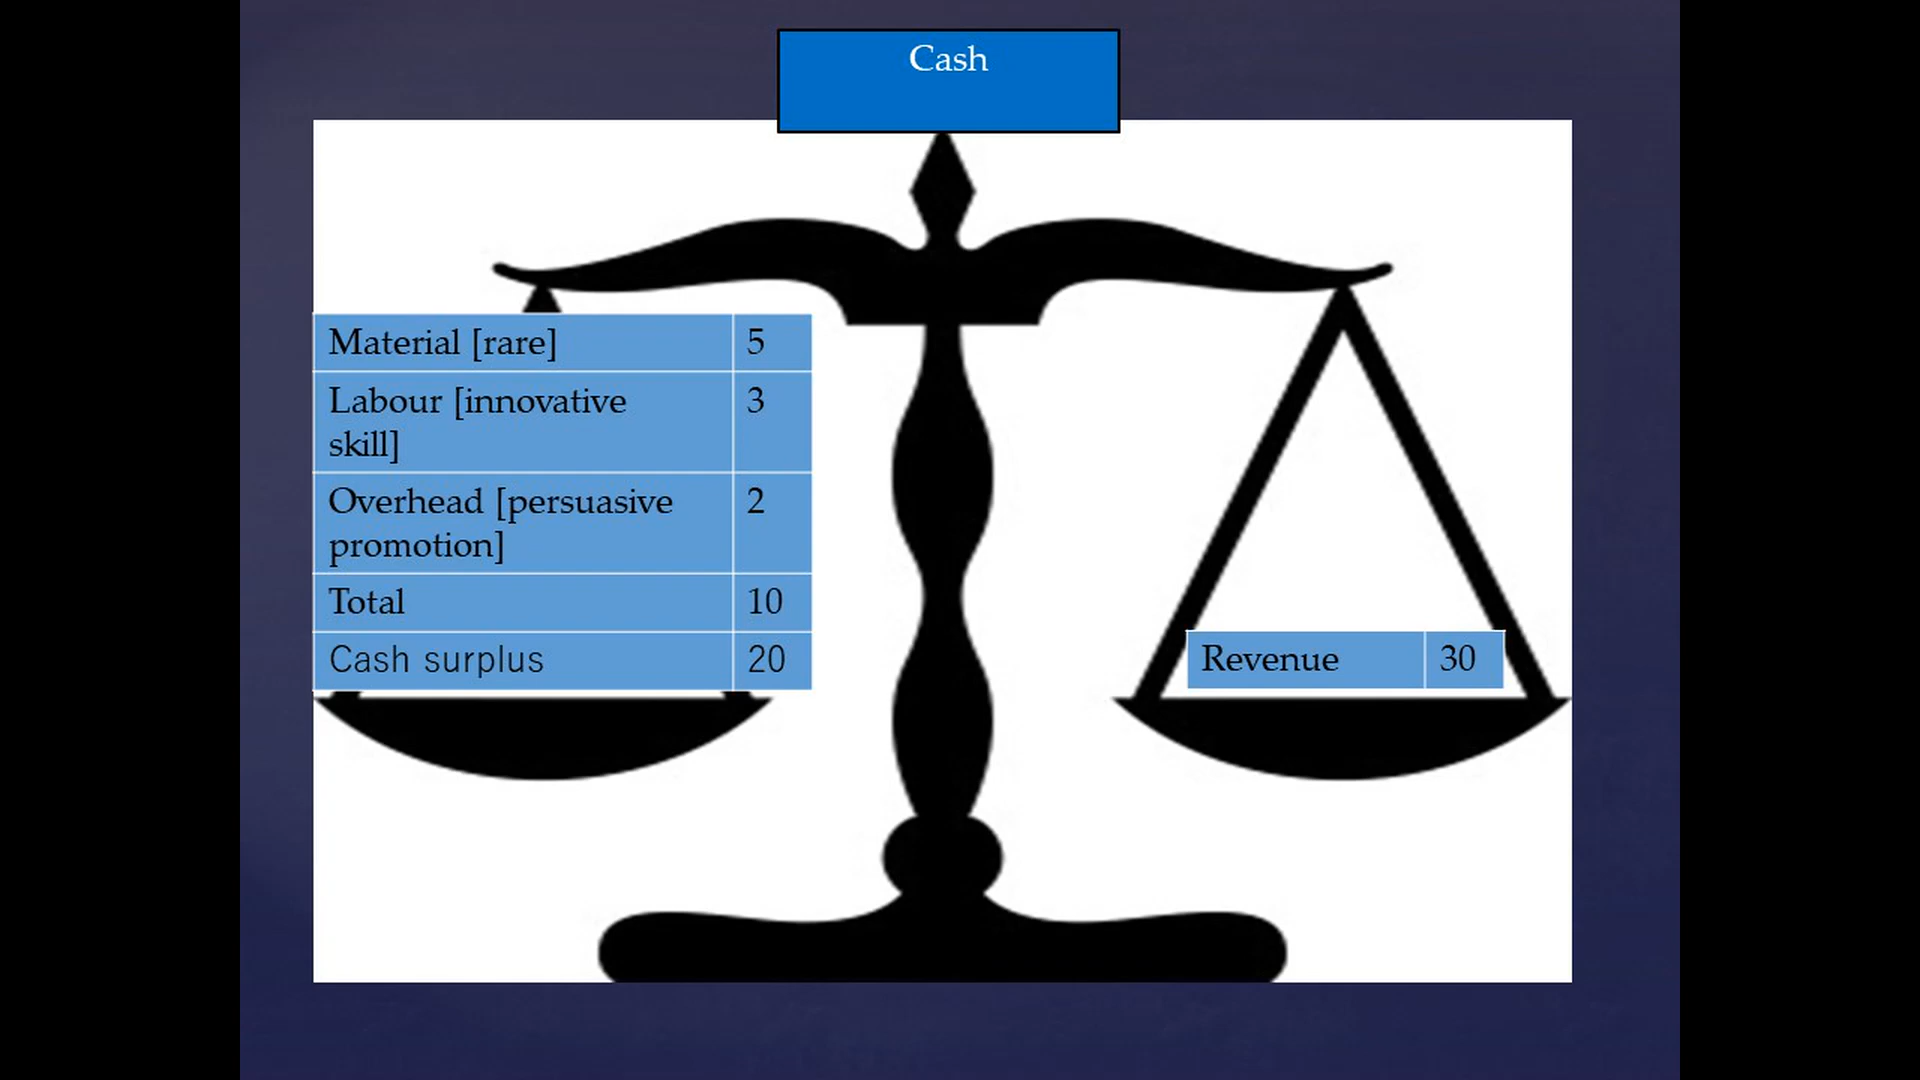 Cash
Material [rare] 5
Labour [innovative 3
skill]
Overhead [persuasive 2
promotion]
Total 10
Cash surplus 20
Revenue 30